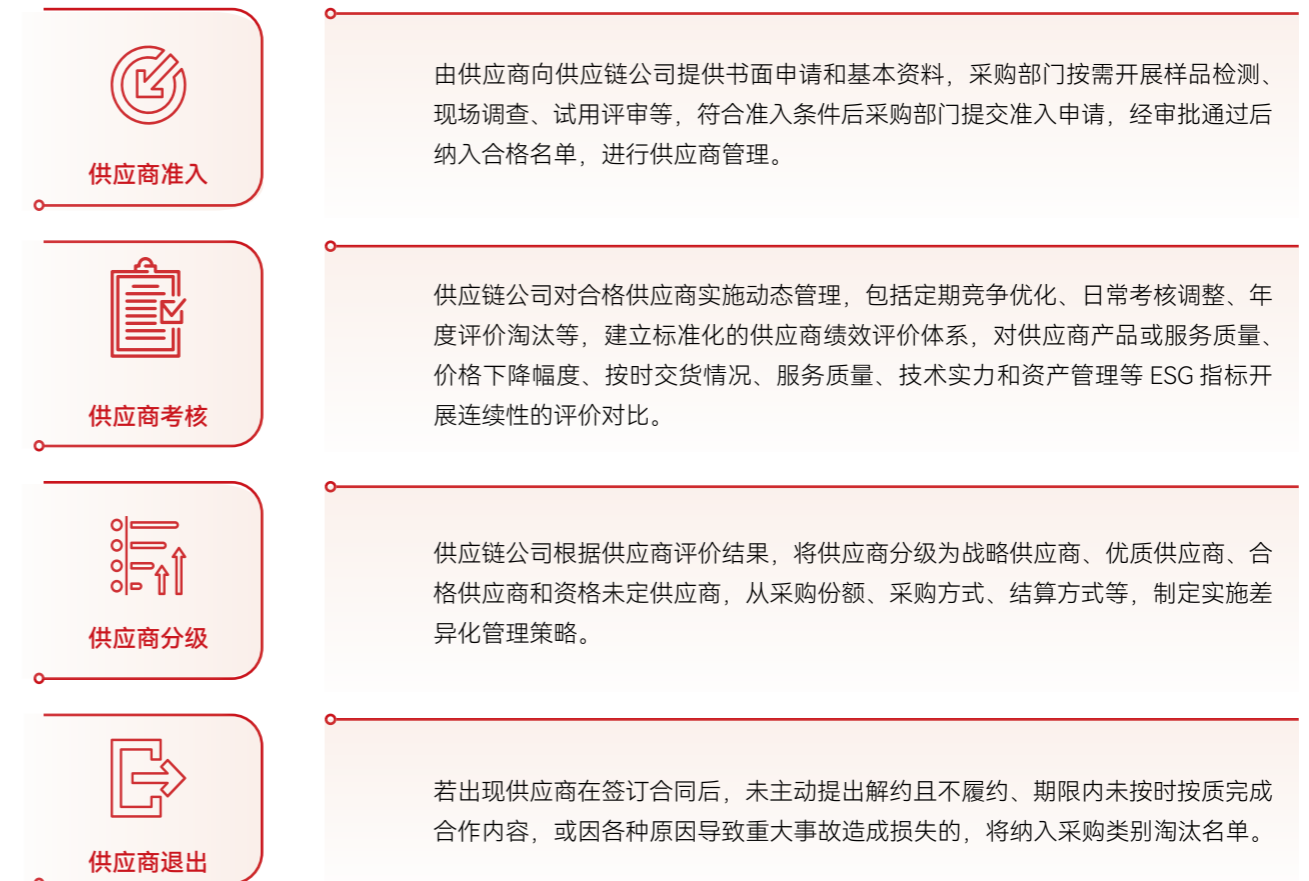 供应商准入
由供应商向供应链公司提供书面申请和基本资料，采购部门按需开展样品检测、
现场调查、试用评审等，符合准入条件后采购部门提交准入申请，经审批通过后
纳入合格名单，进行供应商管理。
供应商考核
供应链公司对合格供应商实施动态管理，包括定期竞争优化、日常考核调整、年
度评价淘汰等，建立标准化的供应商绩效评价体系，对供应商产品或服务质量、
价格下降幅度、按时交货情况、服务质量、技术实力和资产管理等 ESG 指标开
展连续性的评价对比。
供应商分级
供应链公司根据供应商评价结果，将供应商分级为战略供应商、优质供应商、合
格供应商和资格未定供应商，从采购份额、采购方式、结算方式等，制定实施差
异化管理策略。
供应商退出
若出现供应商在签订合同后，未主动提出解约且不履约、期限内未按时按质完成
合作内容，或因各种原因导致重大事故造成损失的，将纳入采购类别淘汰名单。